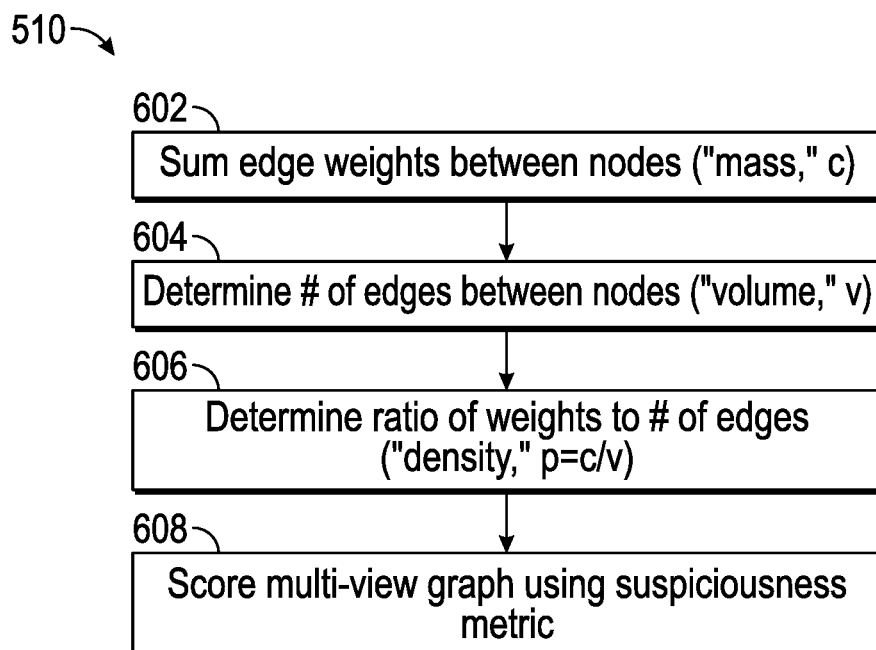 510
602
Sum edge weights between nodes ("mass," c)
604
Determine # of edges between nodes ("volume," v)
606
Determine ratio of weights to # of edges
("density," p=c/v)
608
Score multi-view graph using suspiciousness
metric